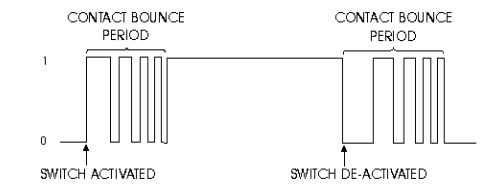 CONTACT BOUNCE
PERIOD
CONTACT BOUNCE
PERIOD
1
0
SWITCH ACTIVATED
SWITCH DE-ACTIVATED